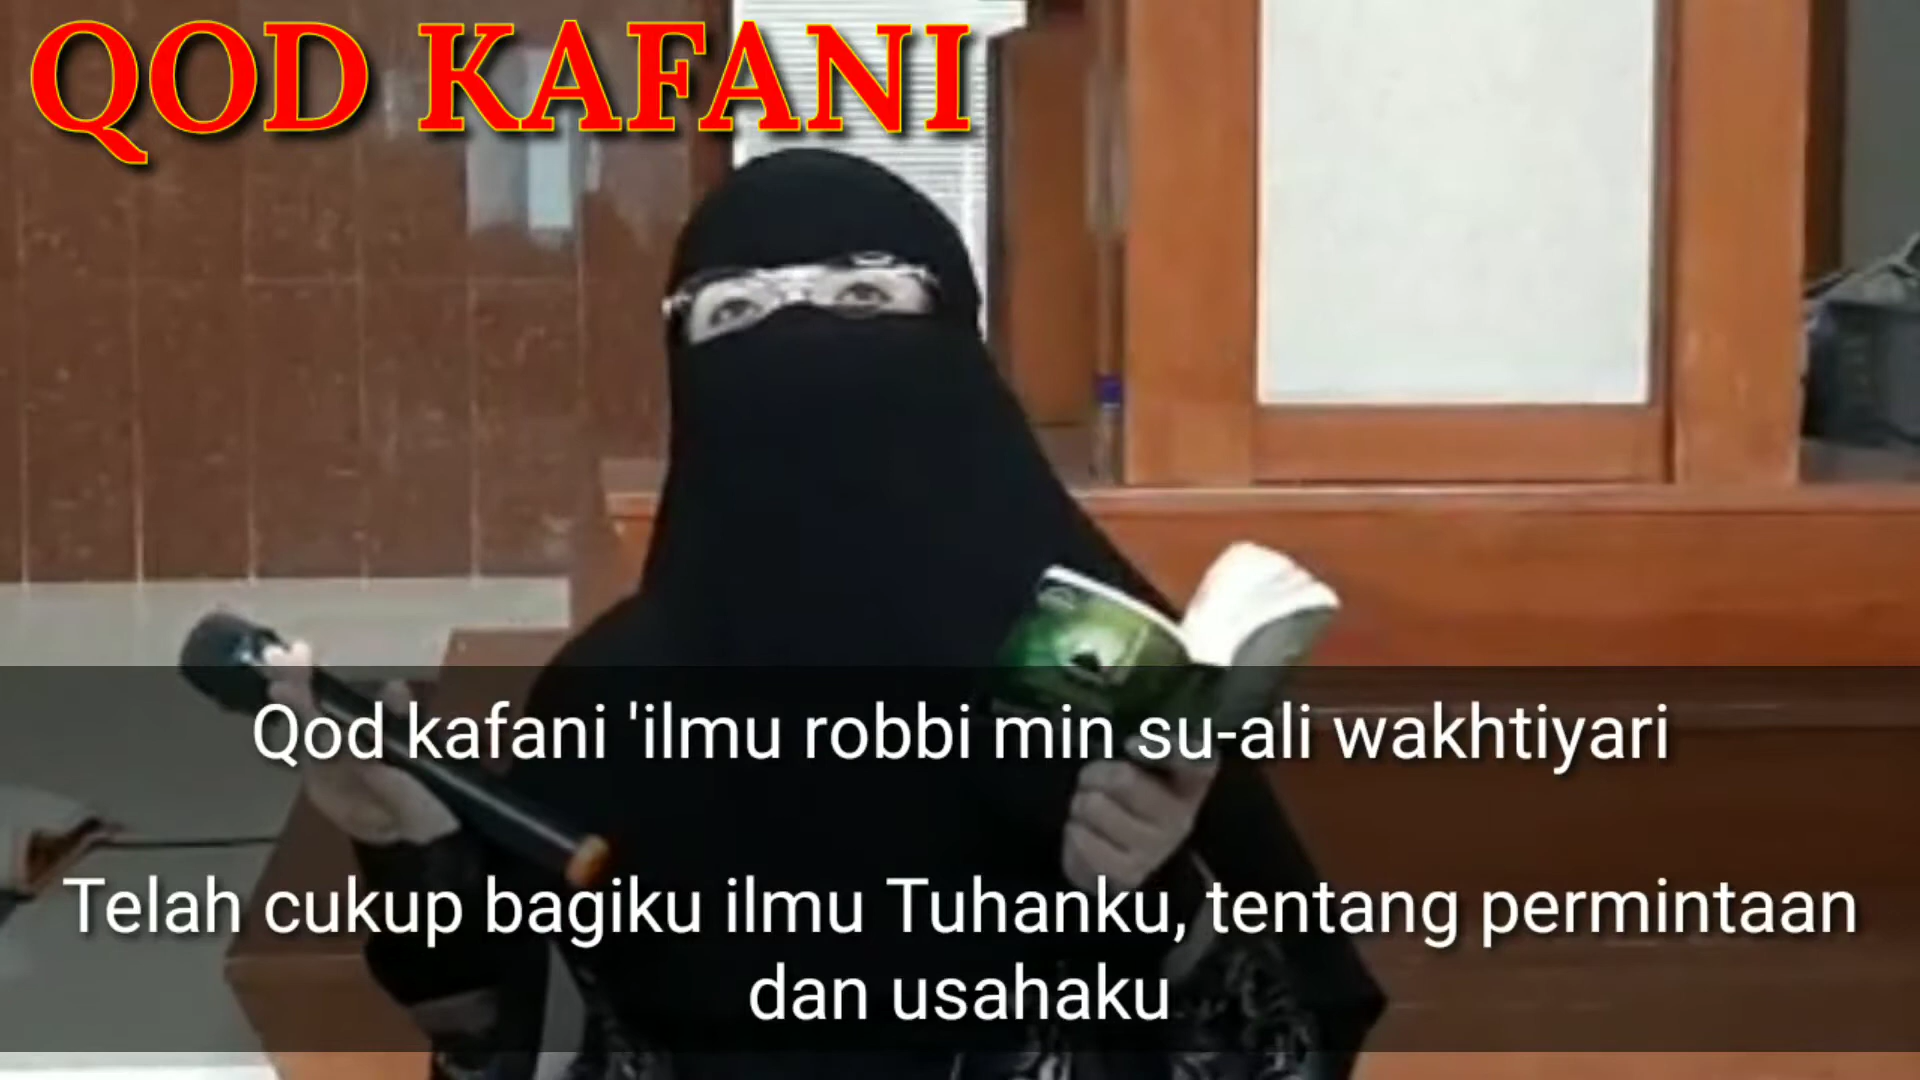 QOD KAFANI
Qod kafani 'ilmu robbi min su-ali wakhtiyari
Telah cukup bagiku ilmu Tuhanku, tentang permintaan
dan usahaku